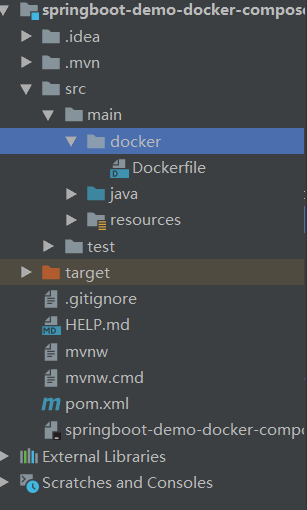 springboot-demo-docker-compose
.idea
.mvn
src
main
docker
Dockerfile
java
resources
test
target
.gitignore
HELP.md
mvnw
mvnw.cmd
pom.xml
springboot-demo-docker-compo
External Libraries
Scratches and Consoles